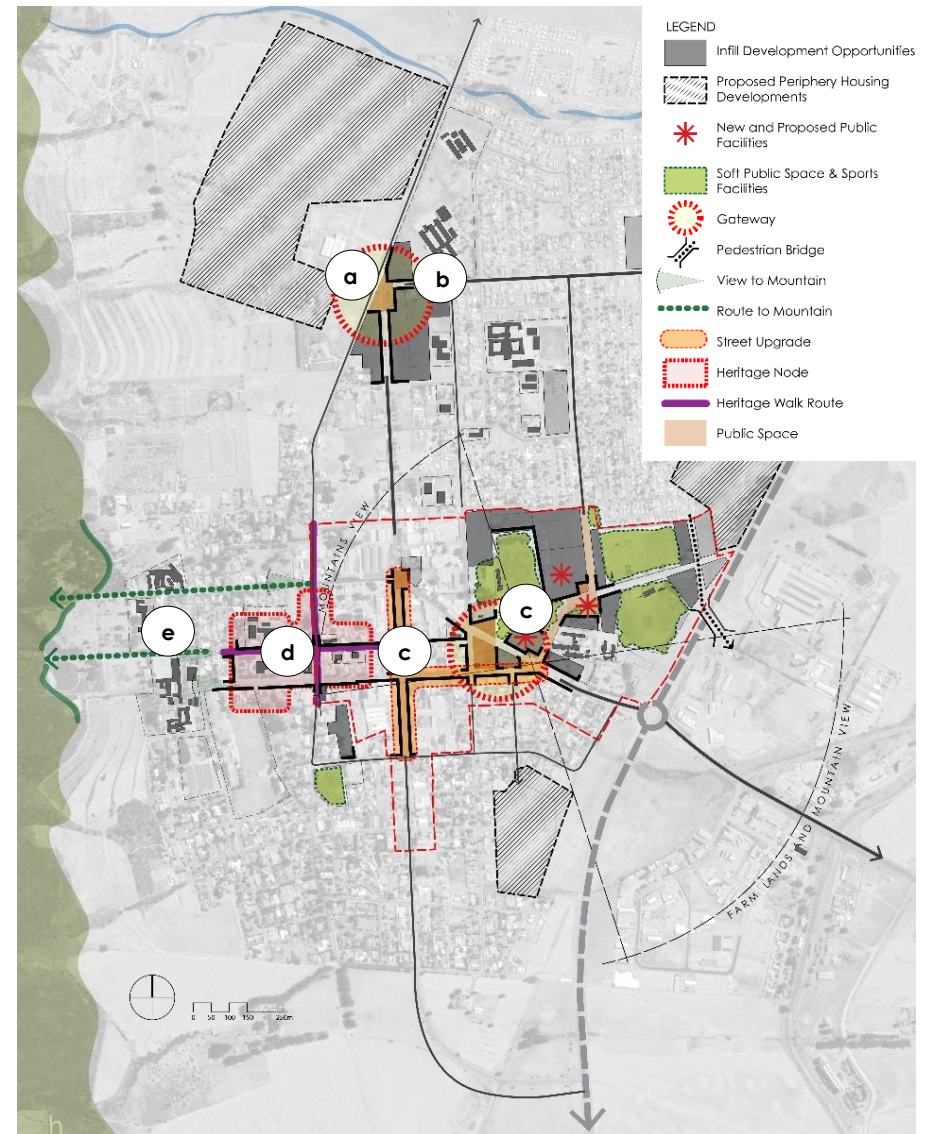 LEGEND
Infill Development Opportunities
Proposed Periphery Housing
Developments
New and Proposed Public
Facilities
Soft Public Space & Sports
Facilities
Gateway
Pedestrian Bridge
View to Mountain
Route to Mountain
Street Upgrade
Heritage Node
Heritage Walk Route
Public Space
a
b
MOUNTAINS VIEW
c
e
d
c
FARM LANDS AND MOUNTAIN VIEW
0 50 100 150 250m
h